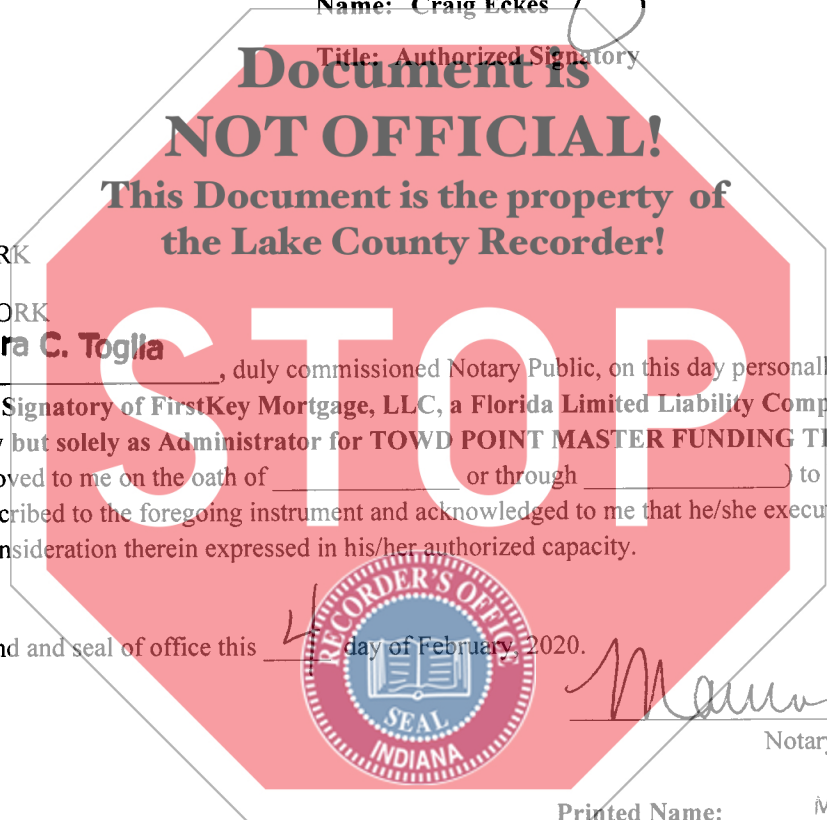 Name: Craig Eckes
Title: Authorized Signatory
Document is
NOT OFFICIAL!
This Document is the property of
the Lake County Recorder!
RK
ORK
ra C. Toglia
, duly commissioned Notary Public, on this day personall
STOP
Signatory of FirstKey Mortgage, LLC, a Florida Limited Liability Comp
but solely as Administrator for TOWD POINT MASTER FUNDING T
oved to me on the oath of ________ or through ________) to
cribed to the foregoing instrument and acknowledged to me that he/she execu
nsideration therein expressed in his/her authorized capacity.
RECORDER'S OFFICE
nd and seal of office this 4 day of February, 2020.
SEAL
INDIANA
Notary
Printed Name: